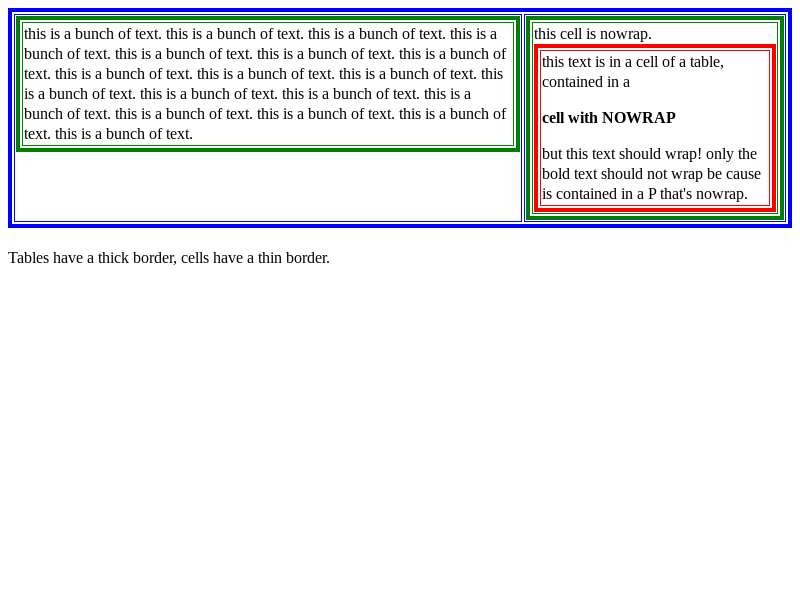 this is a bunch of text. this is a bunch of text. this is a bunch of text. this is a
bunch of text. this is a bunch of text. this is a bunch of text. this is a bunch of
text. this is a bunch of text. this is a bunch of text. this is a bunch of text. this
is a bunch of text. this is a bunch of text. this is a bunch of text. this is a
bunch of text. this is a bunch of text. this is a bunch of text. this is a bunch of
text. this is a bunch of text.
this cell is nowrap.
this text is in a cell of a table,
contained in a
cell with NOWRAP
but this text should wrap! only the
bold text should not wrap be cause
is contained in a P that's nowrap.
Tables have a thick border, cells have a thin border.